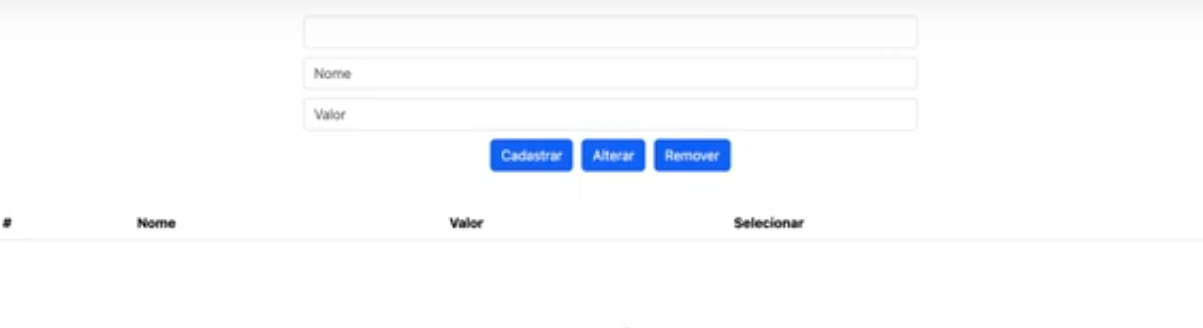 Nome
Valor
Cadastrar Alterar Remover
# Nome Valor Selecionar